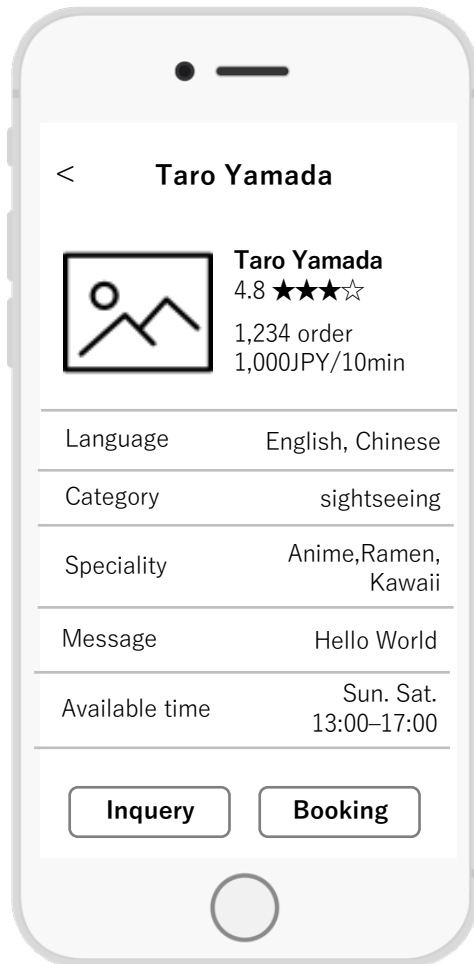 < Taro Yamada
Taro Yamada
4.8 ★★★☆
1,234 order
1,000JPY/10min
Language English, Chinese
Category sightseeing
Speciality Anime,Ramen,
Kawaii
Message Hello World
Available time Sun. Sat.
13:00–17:00
Inquery Booking